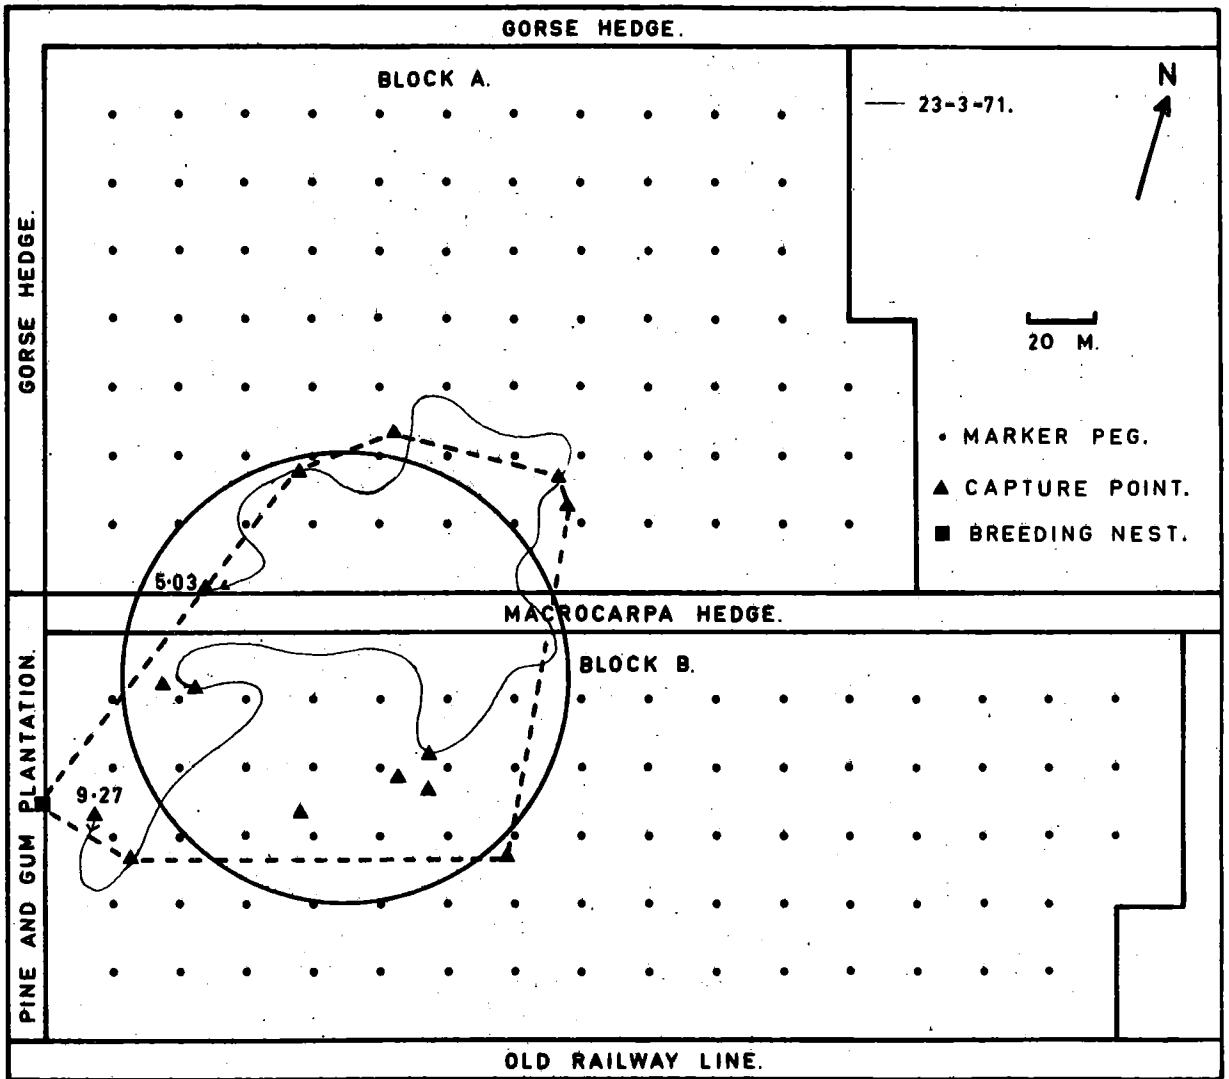 GORSE HEDGE.
BLOCK A.
N
23-3-71.
GORSE HEDGE.
20 M.
MARKER PEG.
CAPTURE POINT.
BREEDING NEST.
5·03
MACROCARPA HEDGE.
BLOCK B.
PINE AND GUM PLANTATION.
9·27
OLD RAILWAY LINE.